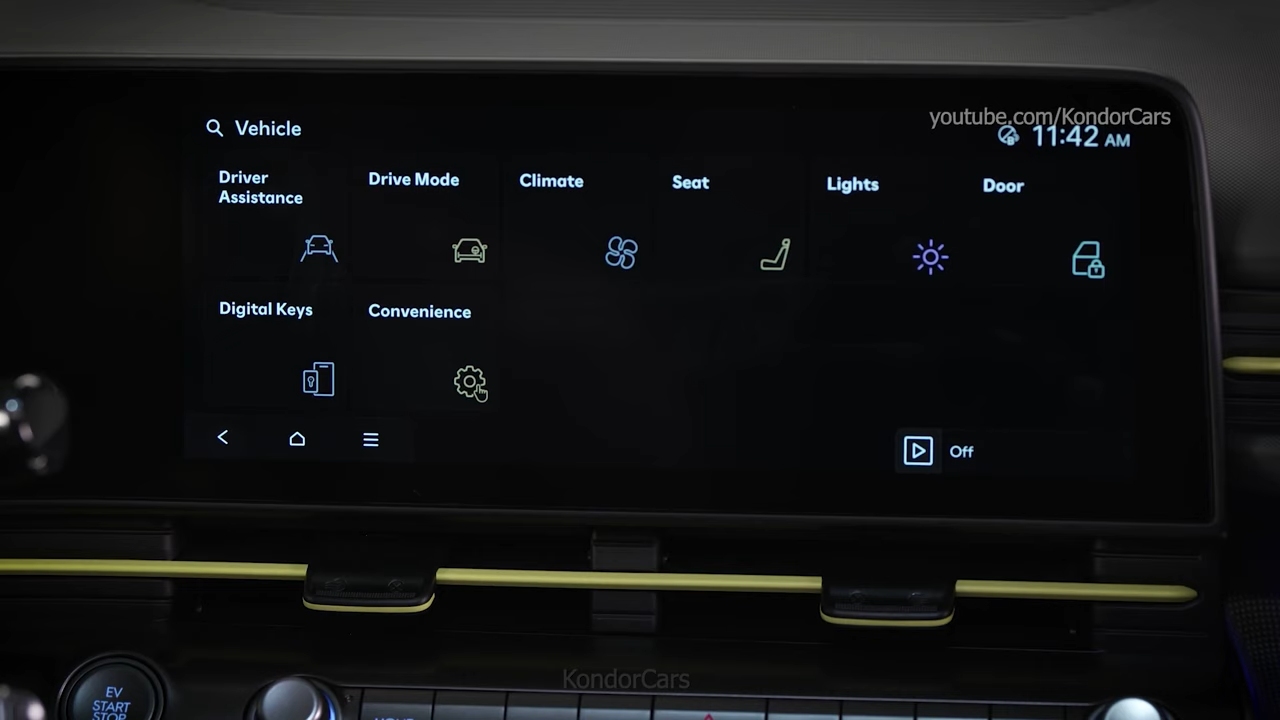 youtube.com/KondorCars
Vehicle
11:42 AM
Driver
Assistance
Drive Mode
Climate
Seat
Lights
Door
Digital Keys
Convenience
Off
KondorCars
EV
START
STOP